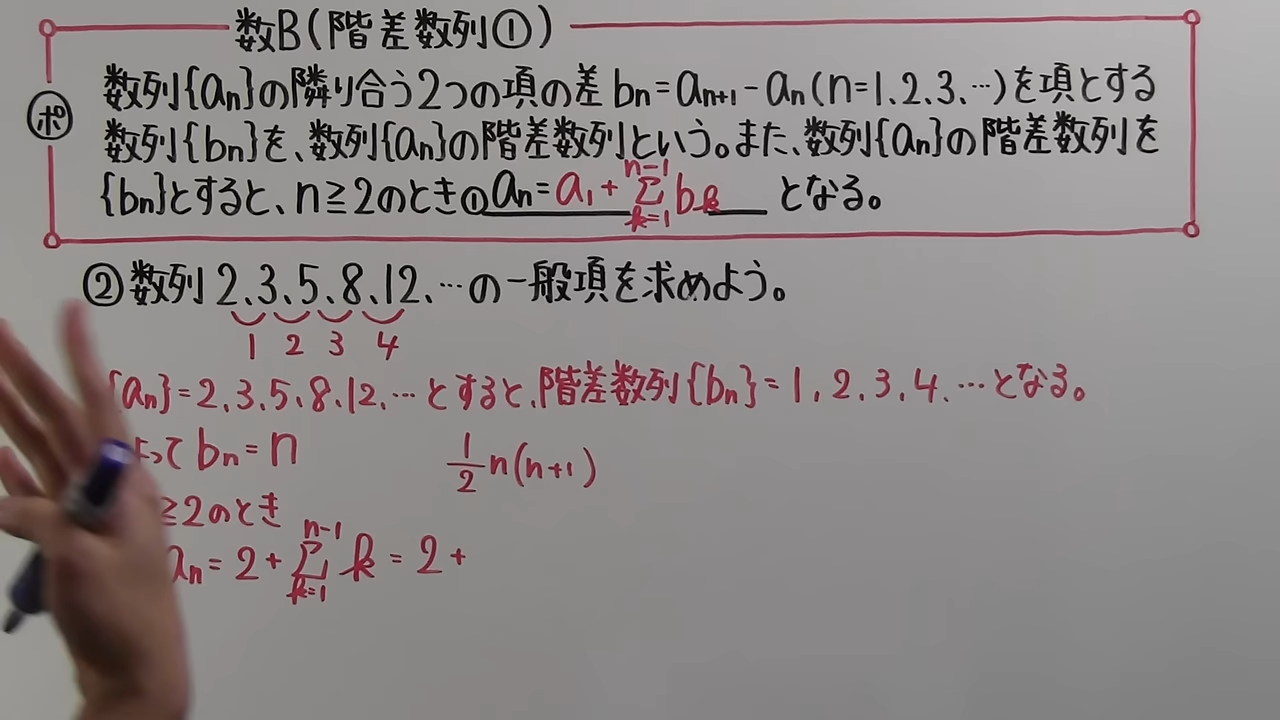 数B(階差数列①)
ポ
数列{an}の隣り合う2つの項の差 bn=an+1-an(n=1、2、3、…)を項とする
数列{bn}を、数列{an}の階差数列という。また、数列{an}の階差数列を
{bn}とすると、n≧2のとき① an=a1+Σ[k=1, n-1] bk となる。
② 数列 2、3、5、8、12、…の一般項を求めよう。
1 2 3 4
{an}=2、3、5、8、12、…とすると、階差数列{bn}=1、2、3、4、…となる。
よって bn=n
1/2 n(n+1)
≧2のとき
an=2+Σ[k=1, n-1] k=2+